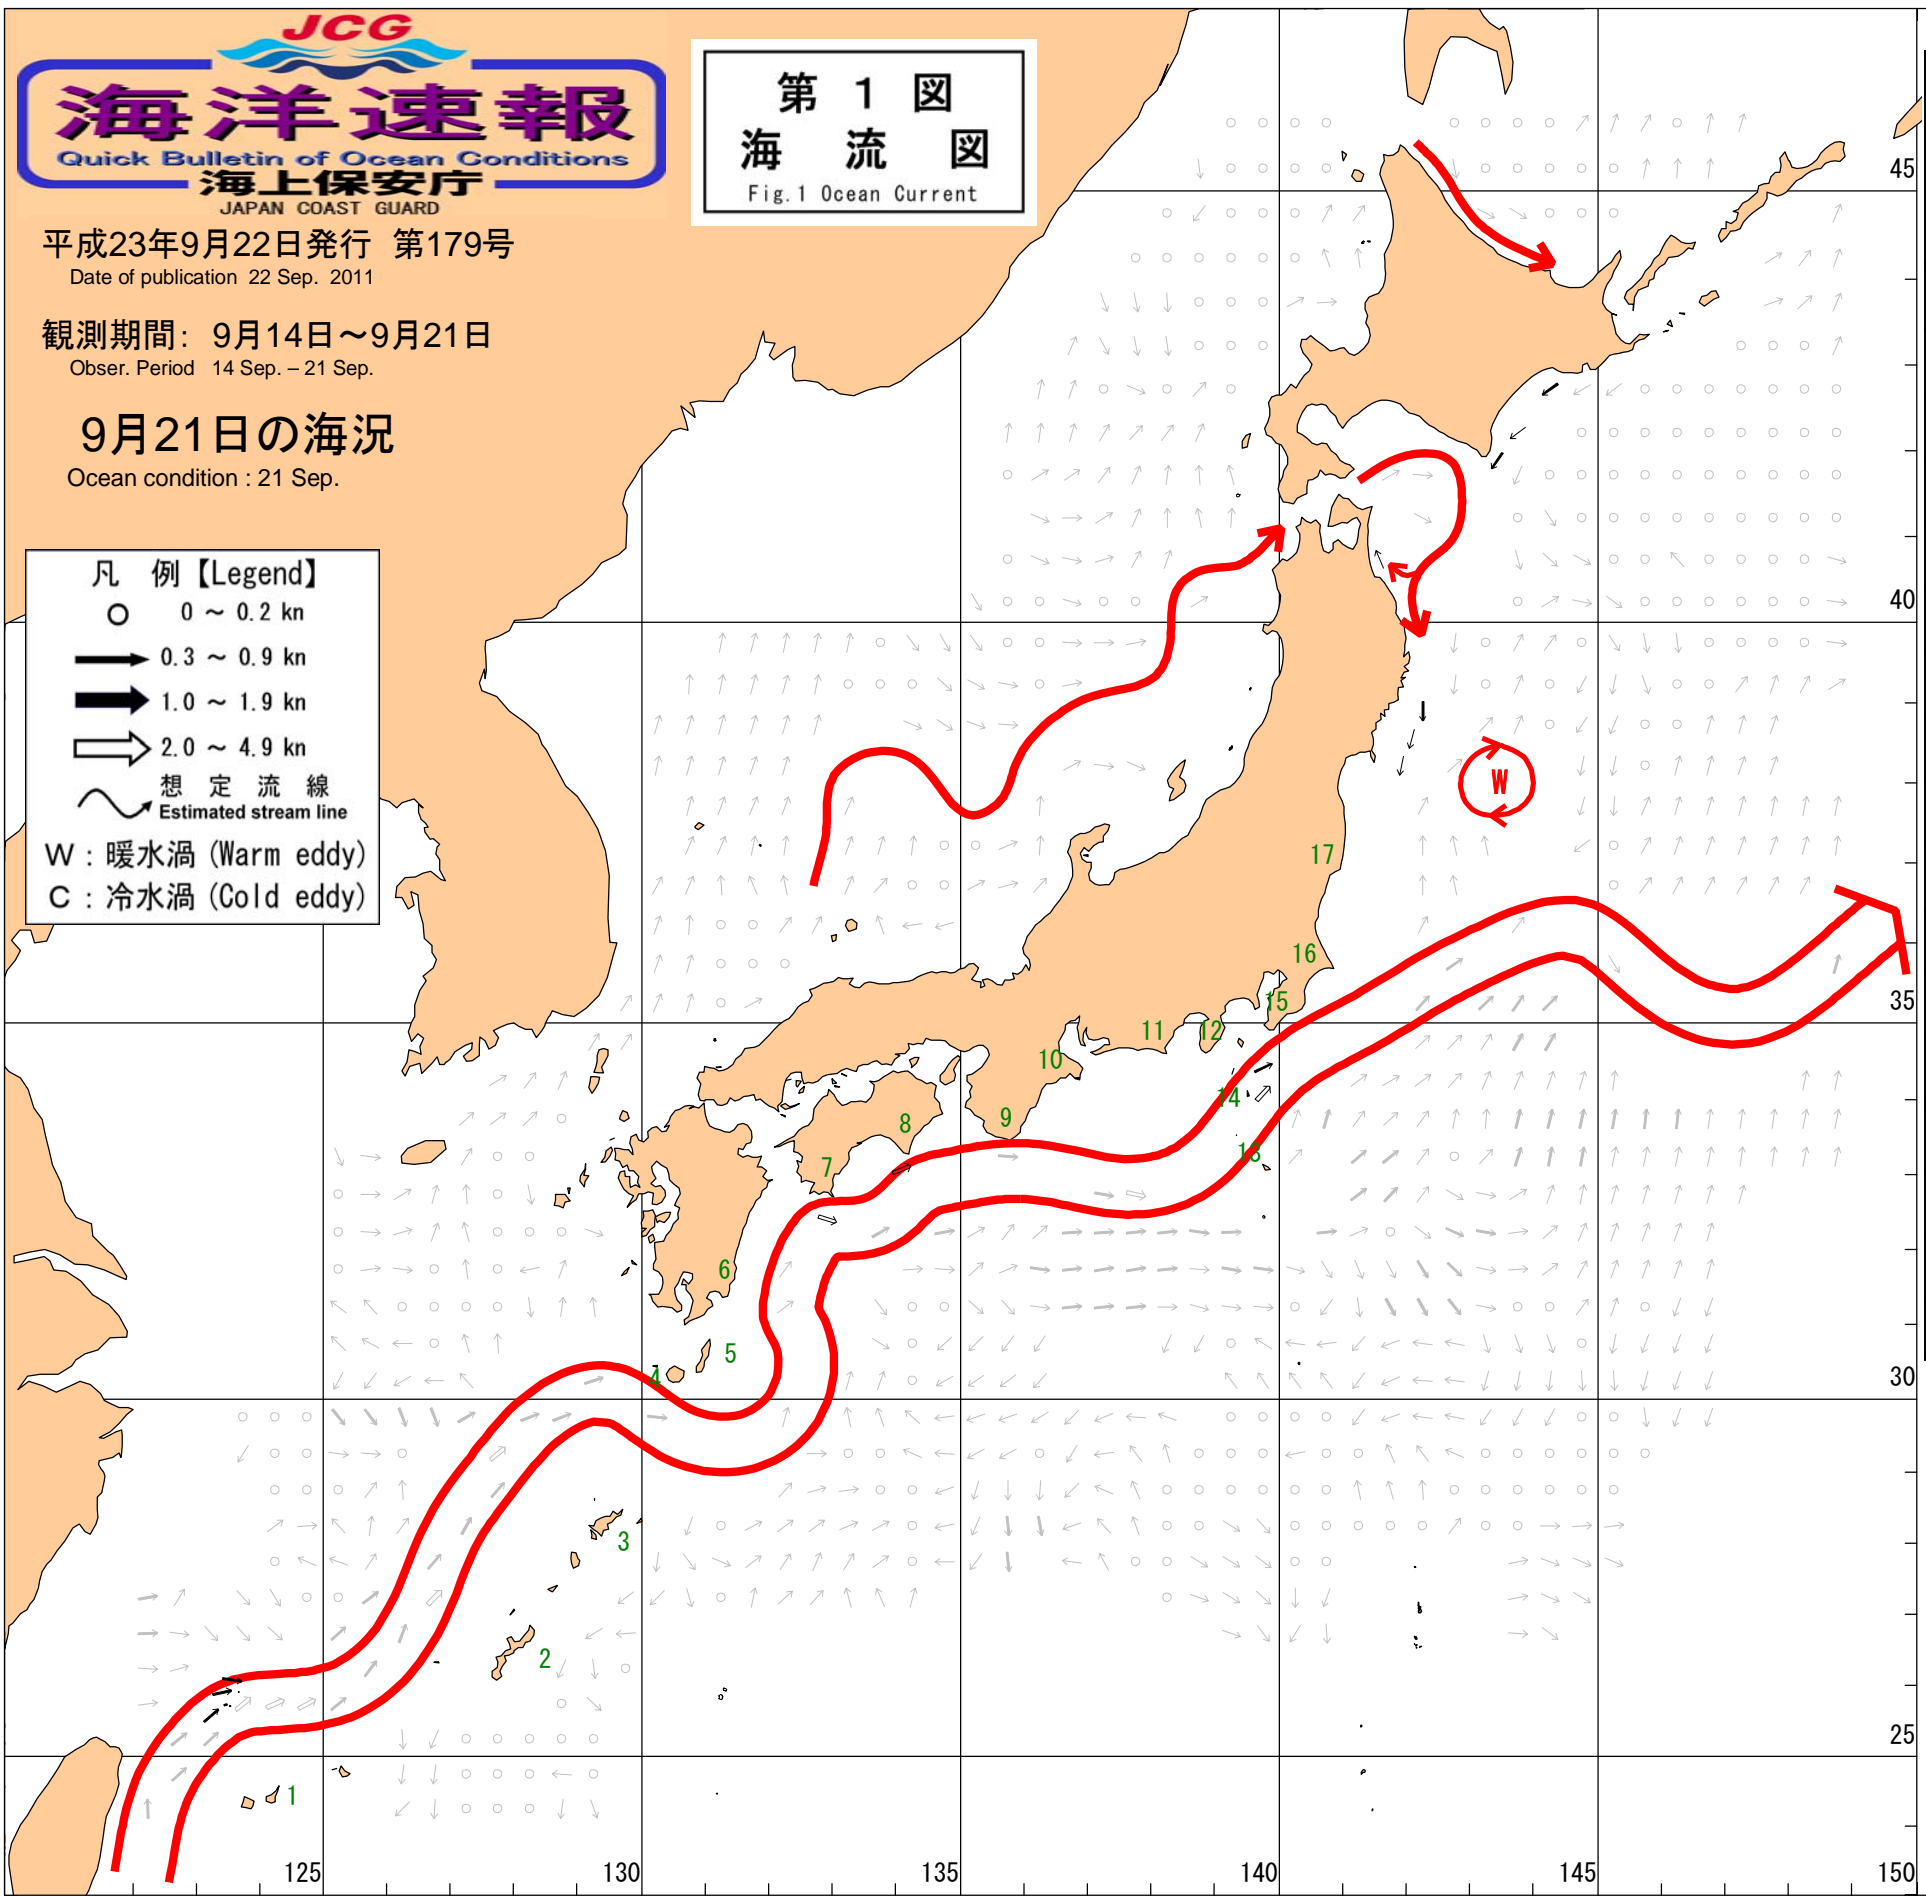 JCG
海洋速報
Quick Bulletin of Ocean Conditions
海上保安庁
JAPAN COAST GUARD
第 1 図
海 流 図
Fig.1 Ocean Current
平成23年9月22日発行 第179号
Date of publication 22 Sep. 2011
観測期間: 9月14日～9月21日
Obser. Period 14 Sep. – 21 Sep.
9月21日の海況
Ocean condition : 21 Sep.
凡 例【Legend】
0 ～ 0.2 kn
0.3 ～ 0.9 kn
1.0 ～ 1.9 kn
2.0 ～ 4.9 kn
想 定 流 線
Estimated stream line
W : 暖水渦 (Warm eddy)
C : 冷水渦 (Cold eddy)
45
40
W
17
16
35
15
12
11
10
14
9
8
13
7
6
5
4
30
3
2
25
1
125
130
135
140
145
150